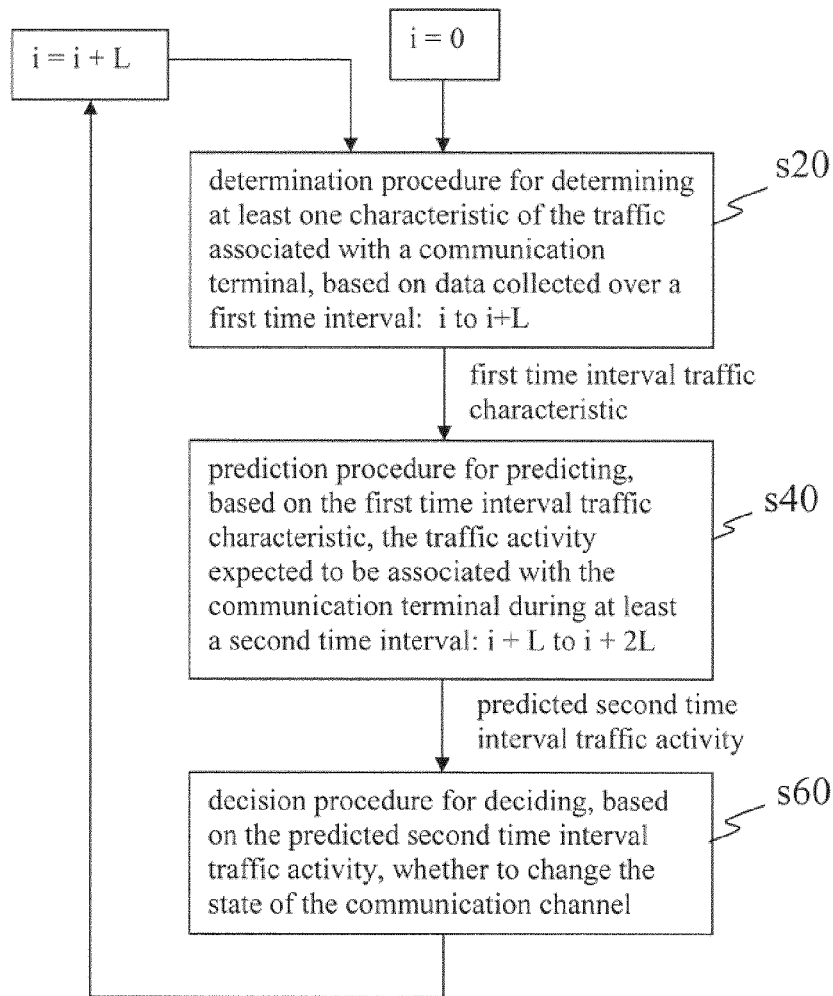 i = i + L
i = 0
s20
determination procedure for determining
at least one characteristic of the traffic
associated with a communication
terminal, based on data collected over a
first time interval: i to i+L
first time interval traffic
characteristic
s40
prediction procedure for predicting,
based on the first time interval traffic
characteristic, the traffic activity
expected to be associated with the
communication terminal during at least
a second time interval: i + L to i + 2L
predicted second time
interval traffic activity
s60
decision procedure for deciding, based
on the predicted second time interval
traffic activity, whether to change the
state of the communication channel